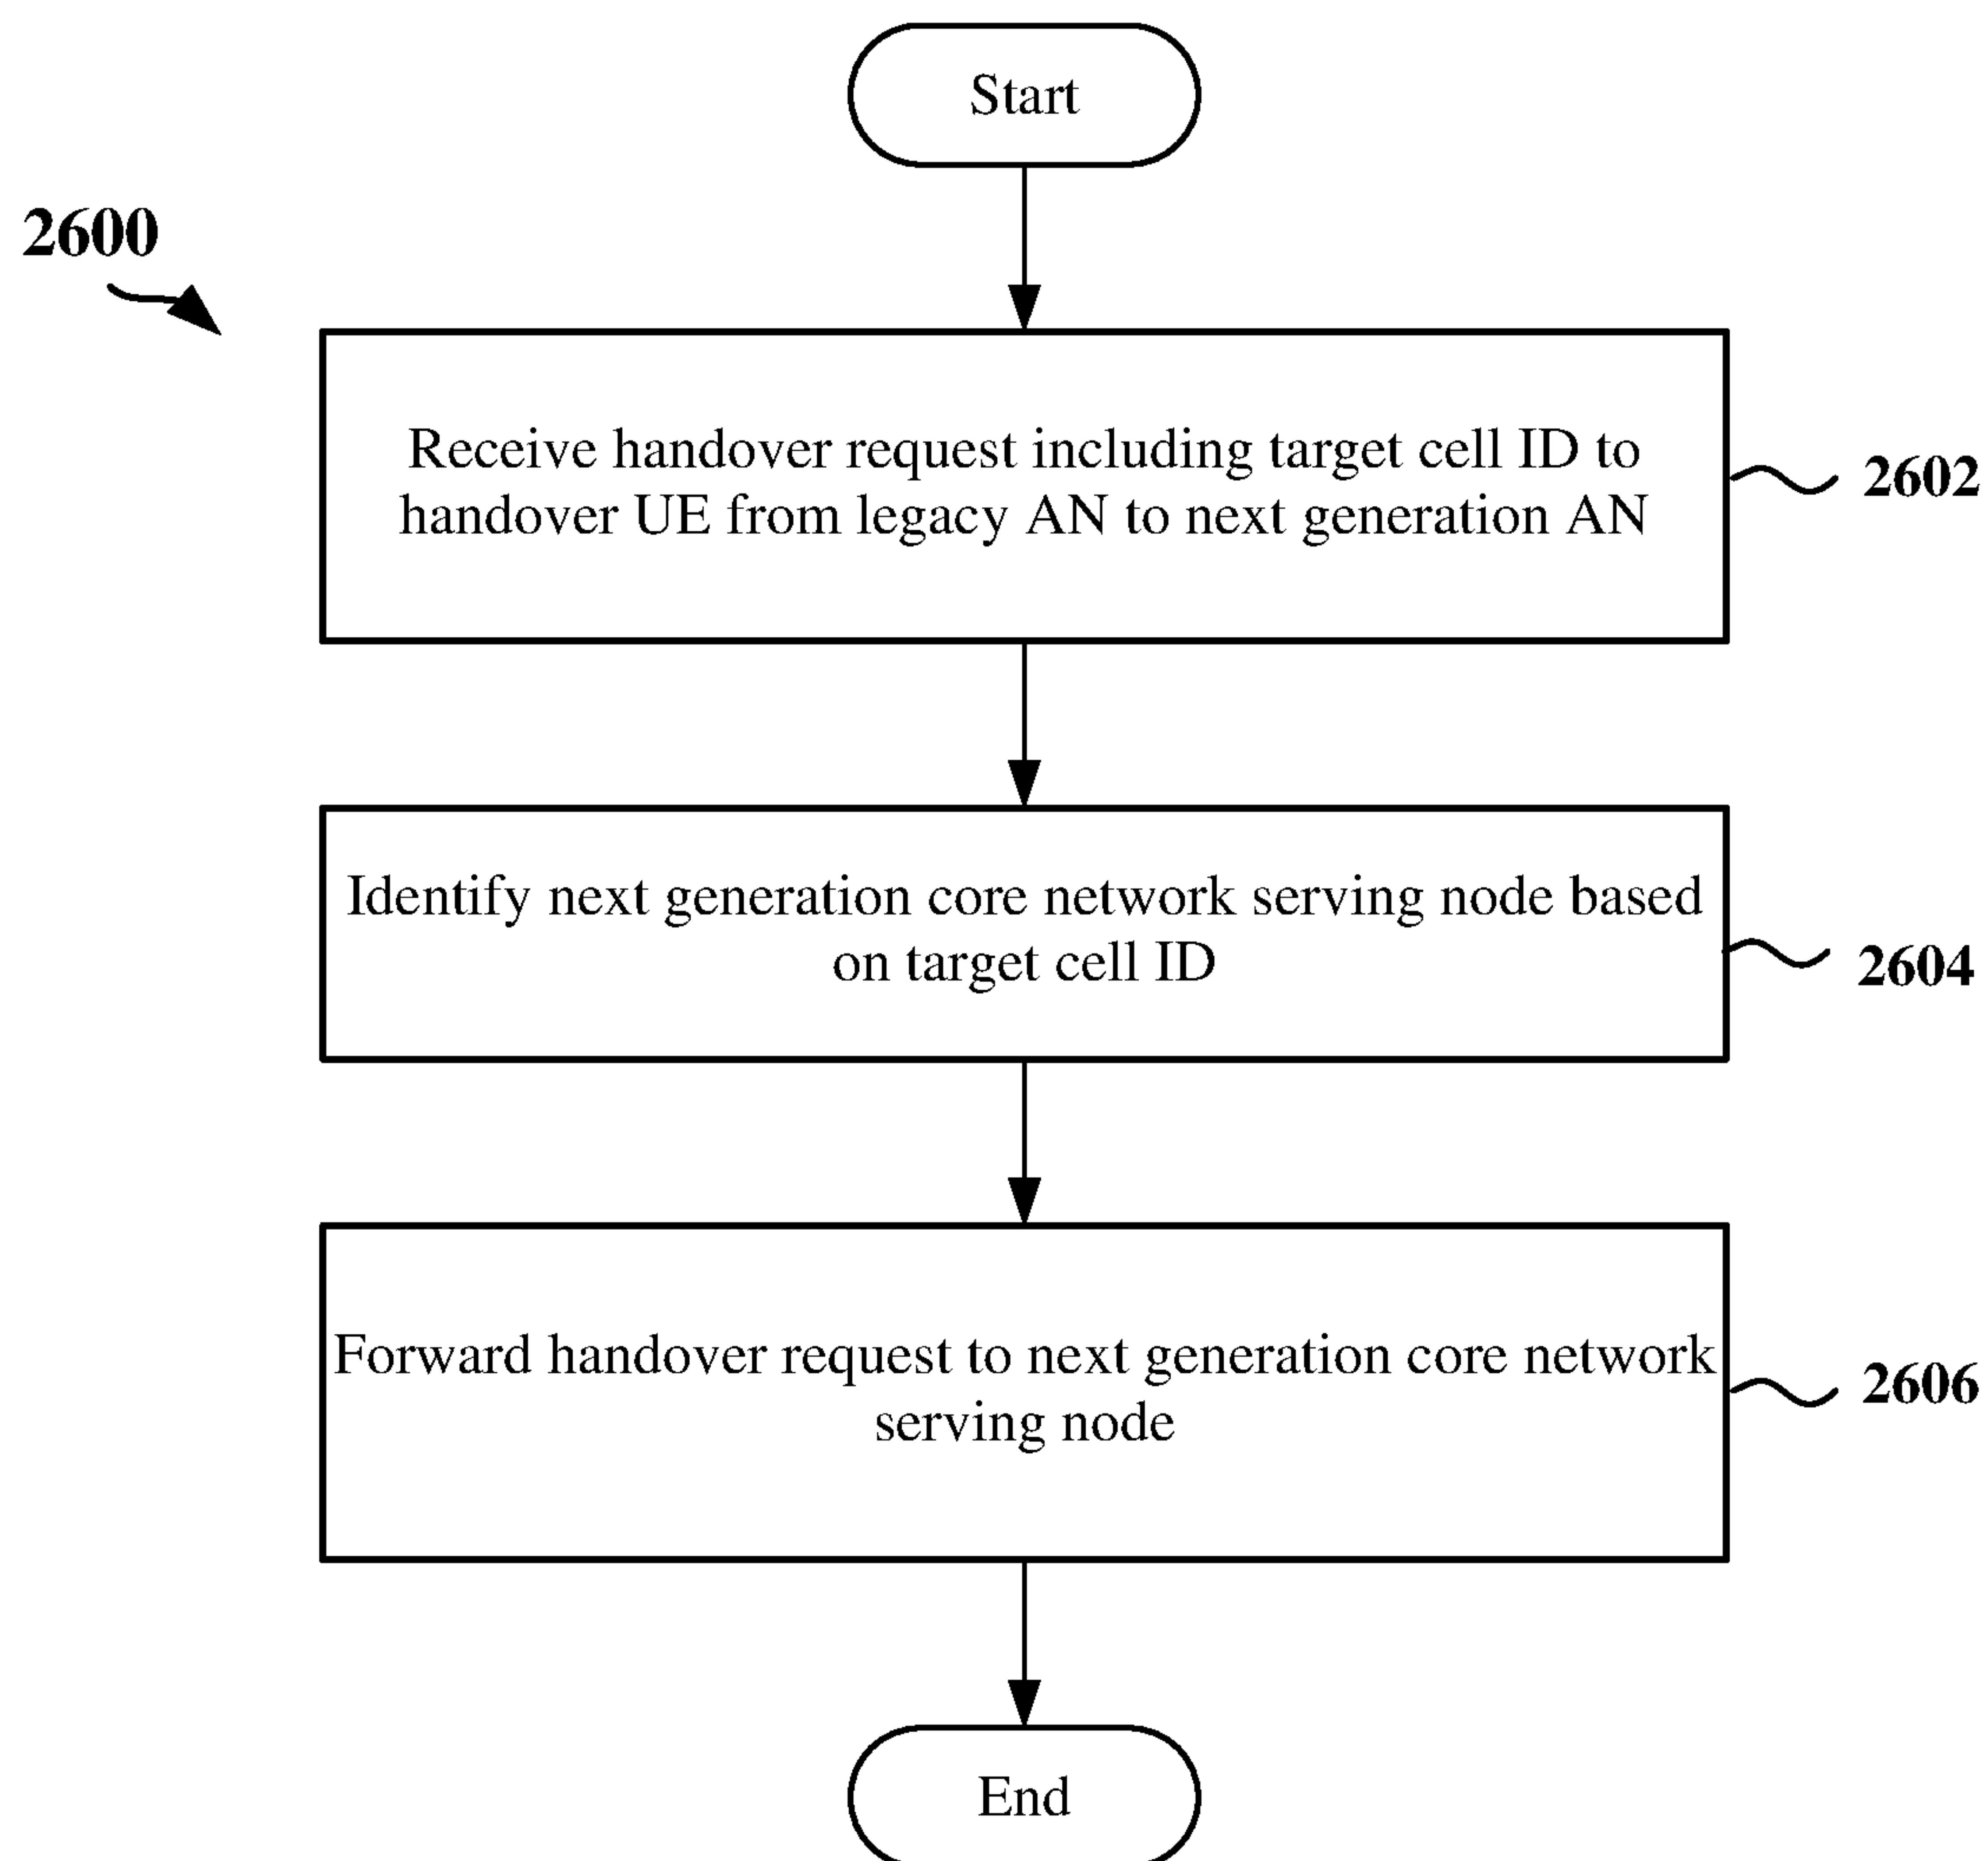 Start
2600
Receive handover request including target cell ID to
handover UE from legacy AN to next generation AN
2602
Identify next generation core network serving node based
on target cell ID
2604
Forward handover request to next generation core network
serving node
2606
End